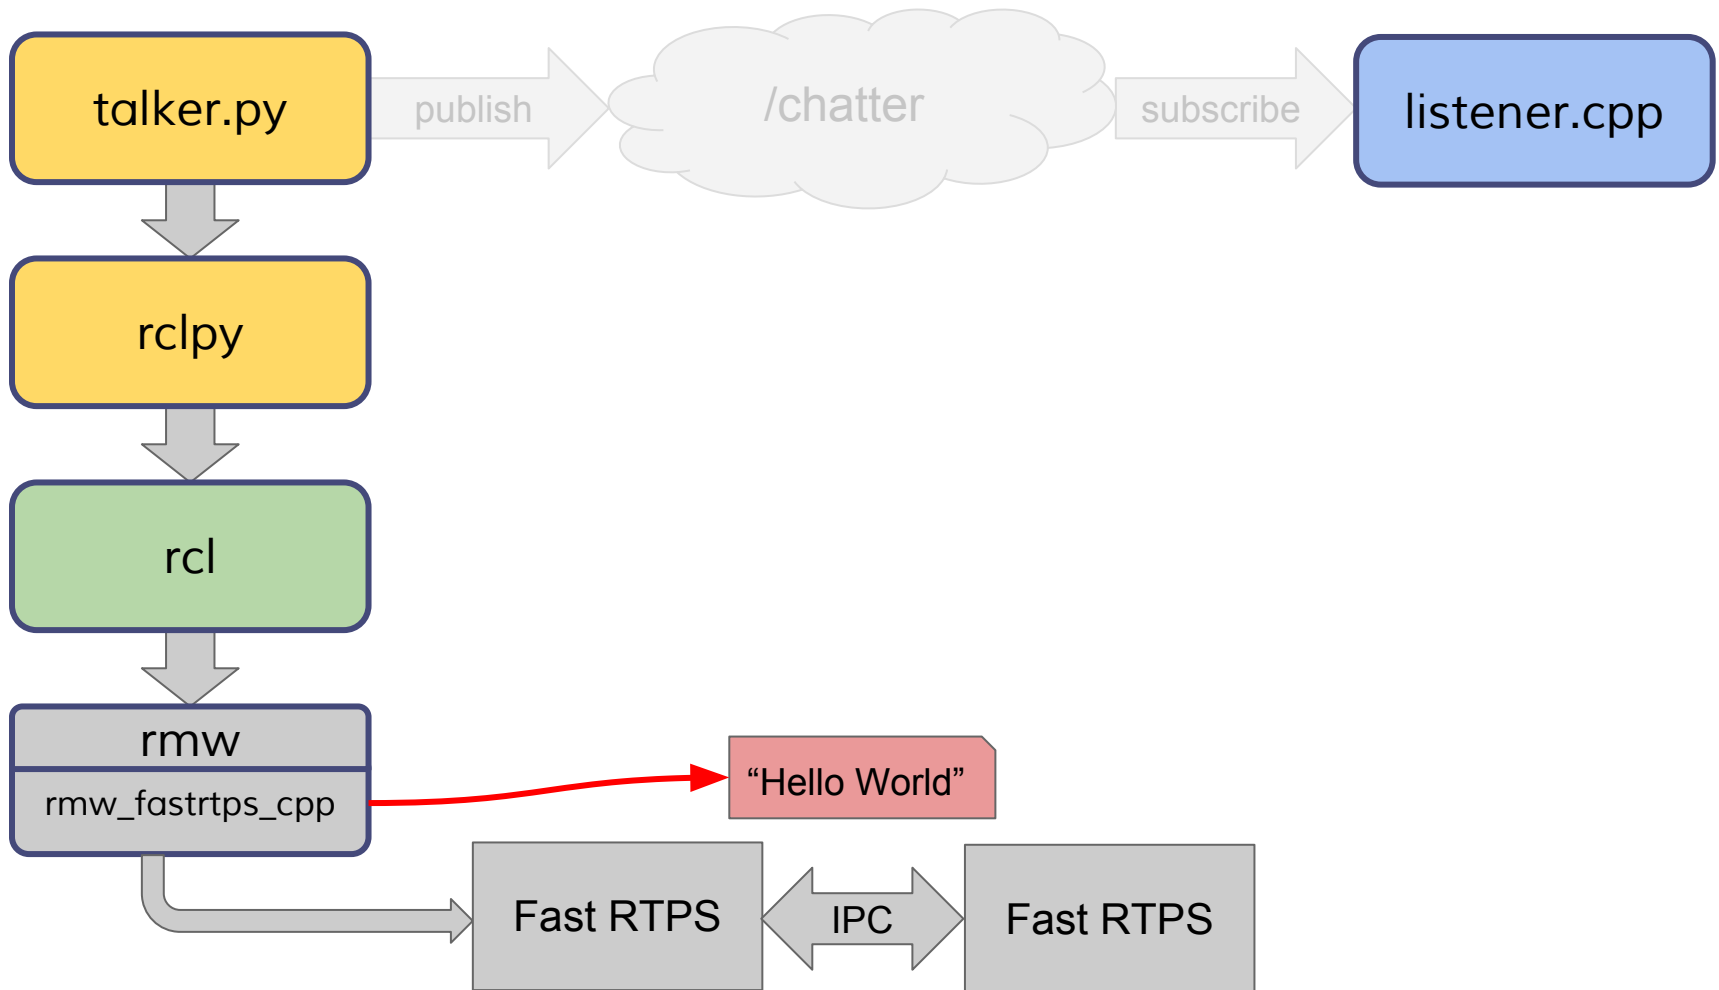 talker.py
publish
/chatter
subscribe
listener.cpp
rclpy
rcl
rmw
rmw_fastrtps_cpp
“Hello World”
Fast RTPS
IPC
Fast RTPS